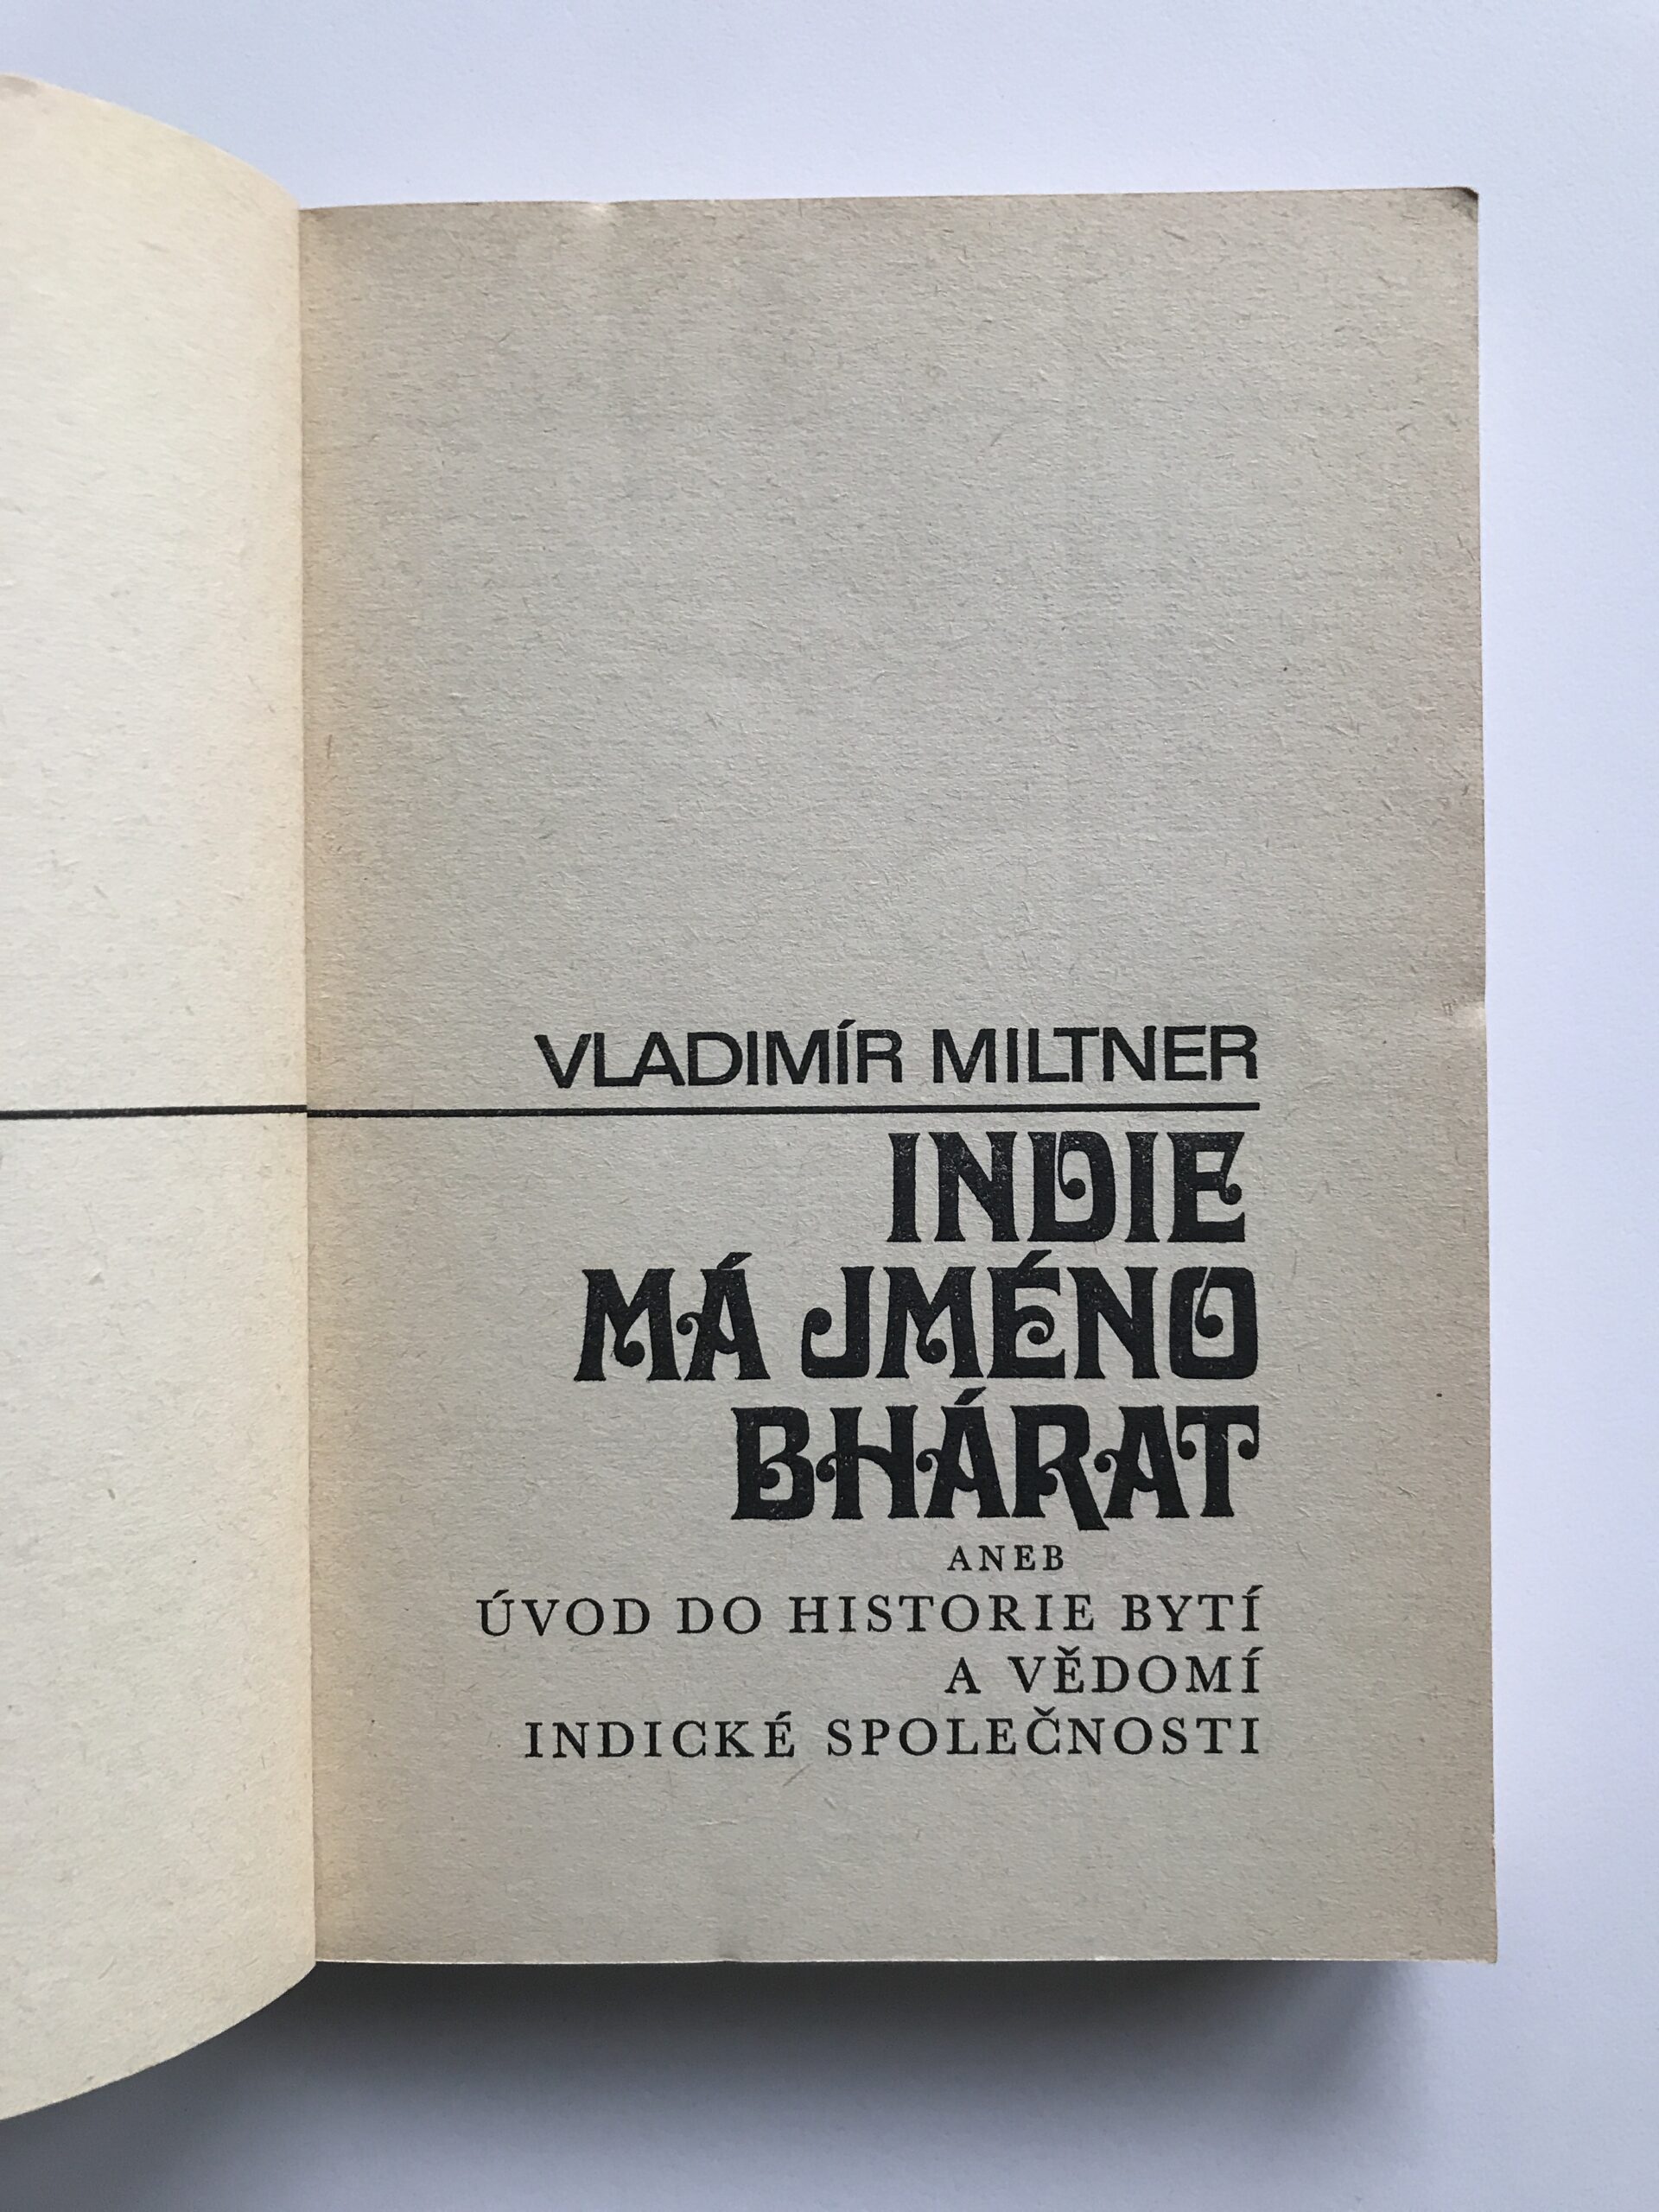 VLADIMÍR MILTNER
INDIE
MÁ JMÉNO
BHÁRAT
ANEB
ÚVOD DO HISTORIE BYTÍ
A VĚDOMÍ
INDICKÉ SPOLEČNOSTI